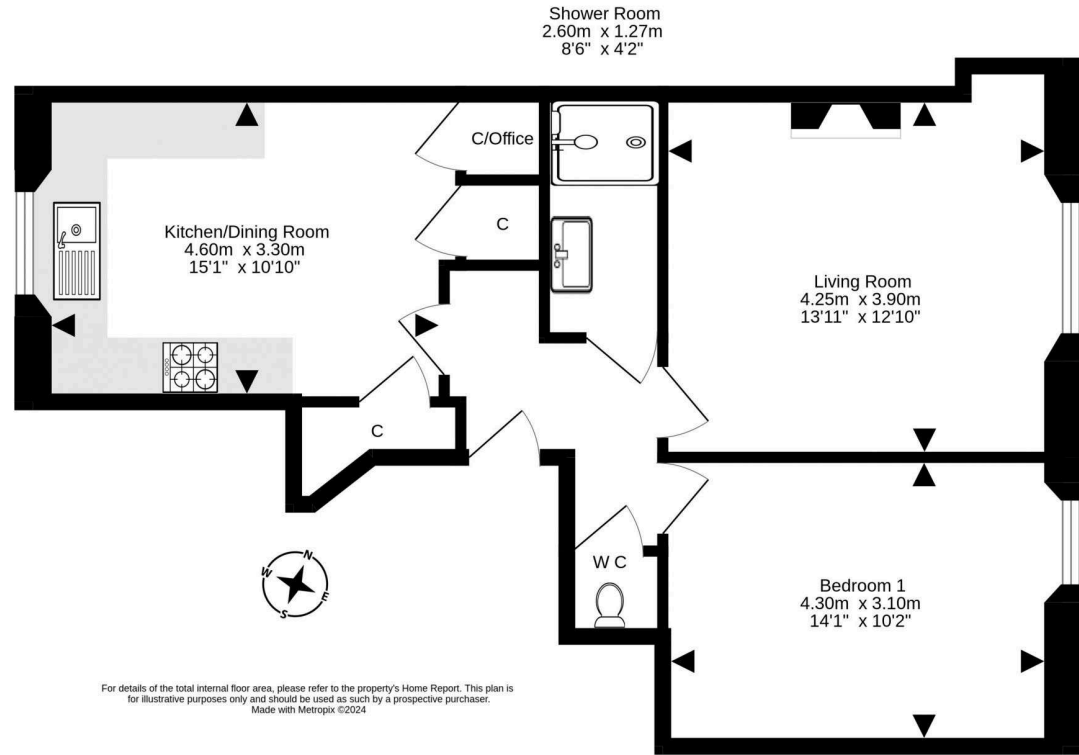 Shower Room
2.60m x 1.27m
8'6" x 4'2"
C/Office
C
Kitchen/Dining Room
4.60m x 3.30m
15'1" x 10'10"
Living Room
4.25m x 3.90m
13'11" x 12'10"
C
W C
Bedroom 1
4.30m x 3.10m
14'1" x 10'2"
N
W
E
S
For details of the total internal floor area, please refer to the property's Home Report. This plan is
for illustrative purposes only and should be used as such by a prospective purchaser.
Made with Metropix ©2024